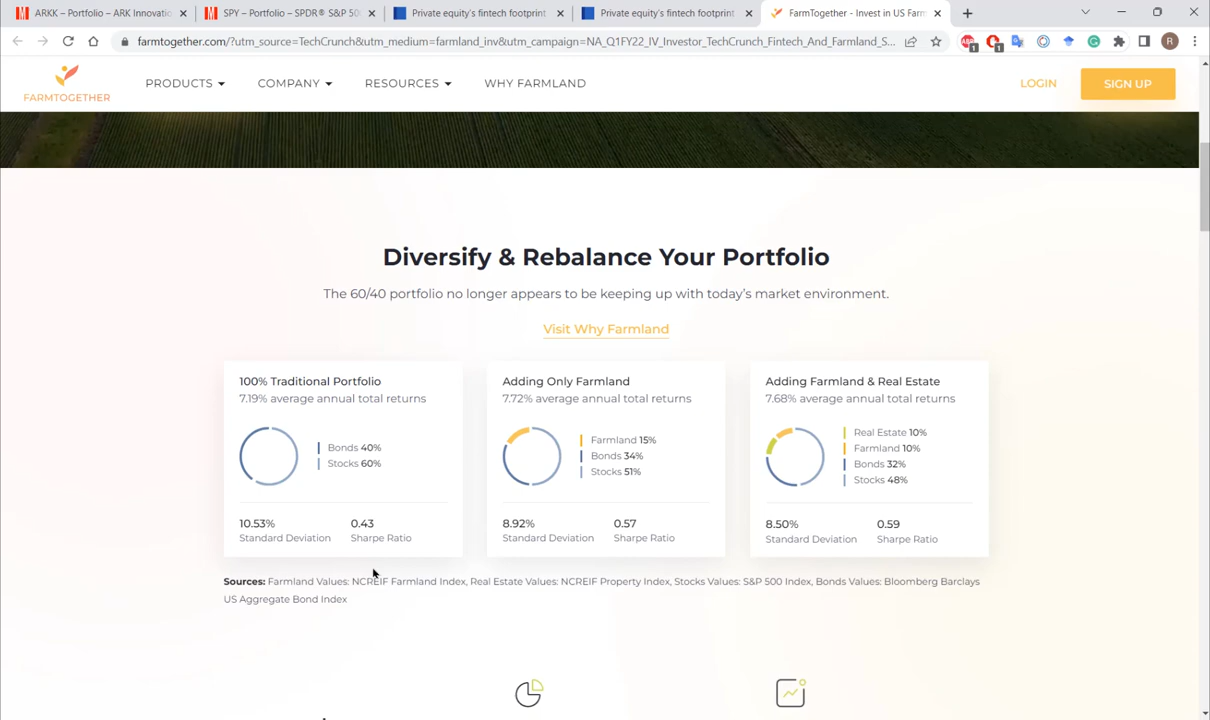 ARKK – Portfolio – ARK Innovatio
SPY – Portfolio – SPDR® S&P 50
Private equity's fintech footprint
Private equity's fintech footprint
FarmTogether - Invest in US Farm
farmtogether.com/?utm_source=TechCrunch&utm_medium=farmland_inv&utm_campaign=NA_Q1FY22_IV_Investor_TechCrunch_Fintech_And_Farmland_S...
FARMTOGETHER
PRODUCTS
COMPANY
RESOURCES
WHY FARMLAND
LOGIN
SIGN UP
Diversify & Rebalance Your Portfolio
The 60/40 portfolio no longer appears to be keeping up with today's market environment.
Visit Why Farmland
100% Traditional Portfolio
7.19% average annual total returns
Bonds 40%
Stocks 60%
10.53%
Standard Deviation
0.43
Sharpe Ratio
Adding Only Farmland
7.72% average annual total returns
Farmland 15%
Bonds 34%
Stocks 51%
8.92%
Standard Deviation
0.57
Sharpe Ratio
Adding Farmland & Real Estate
7.68% average annual total returns
Real Estate 10%
Farmland 10%
Bonds 32%
Stocks 48%
8.50%
Standard Deviation
0.59
Sharpe Ratio
Sources: Farmland Values: NCREIF Farmland Index, Real Estate Values: NCREIF Property Index, Stocks Values: S&P 500 Index, Bonds Values: Bloomberg Barclays
US Aggregate Bond Index